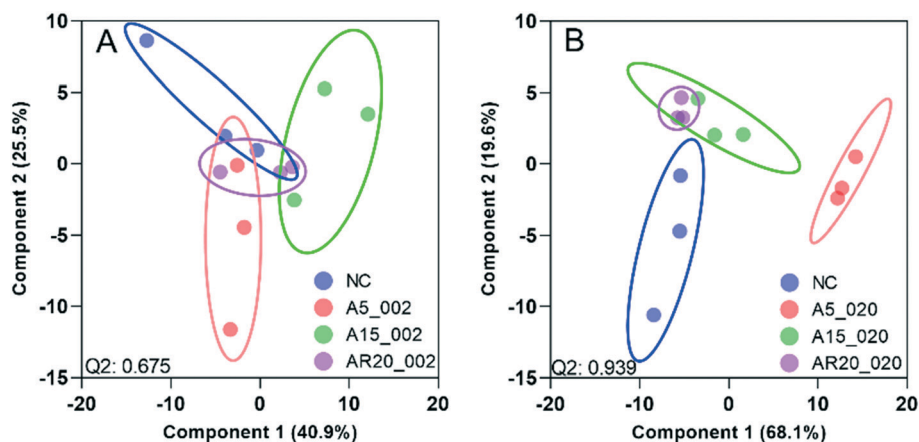 A
10
5
0
-5
-10
-15
Component 2 (25.5%)
NC
A5_002
A15_002
AR20_002
Q2: 0.675
-20
-10
0
10
20
Component 1 (40.9%)
B
10
5
0
-5
-10
-15
Component 2 (19.6%)
NC
A5_020
A15_020
AR20_020
Q2: 0.939
-20
-10
0
10
20
Component 1 (68.1%)